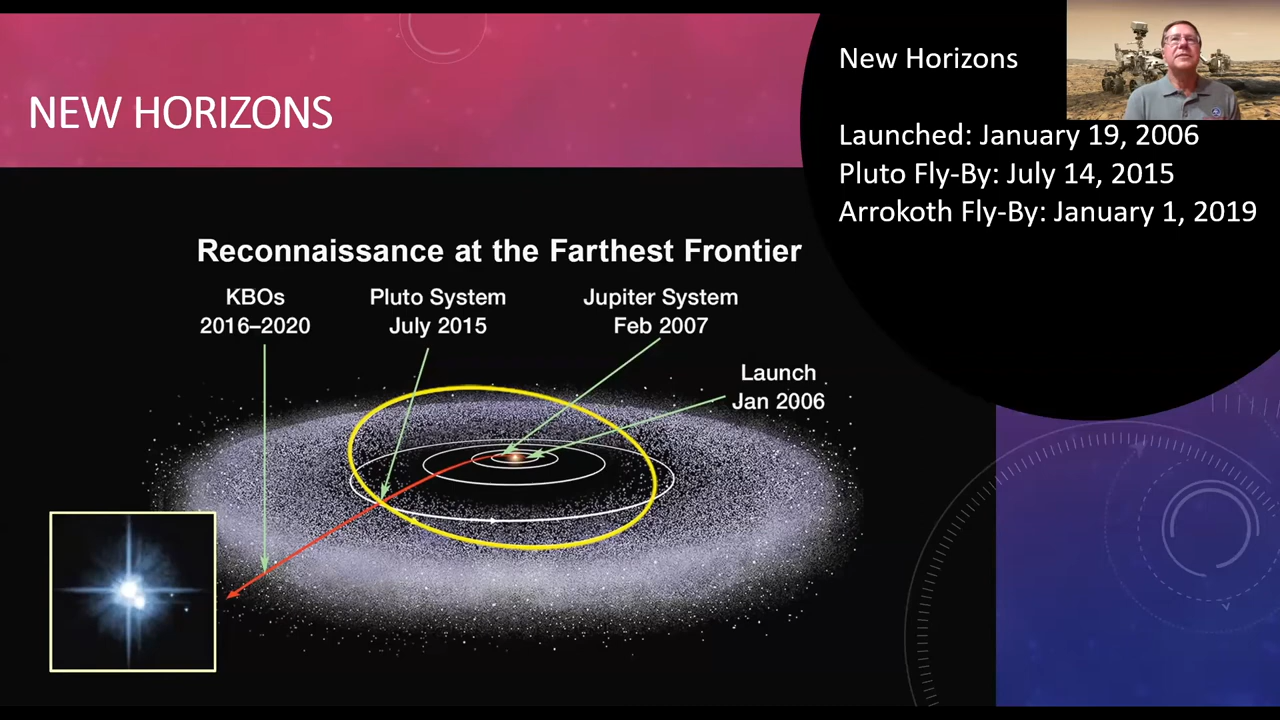 NEW HORIZONS
New Horizons
Launched: January 19, 2006
Pluto Fly-By: July 14, 2015
Arrokoth Fly-By: January 1, 2019
Reconnaissance at the Farthest Frontier
KBOs
2016–2020
Pluto System
July 2015
Jupiter System
Feb 2007
Launch
Jan 2006